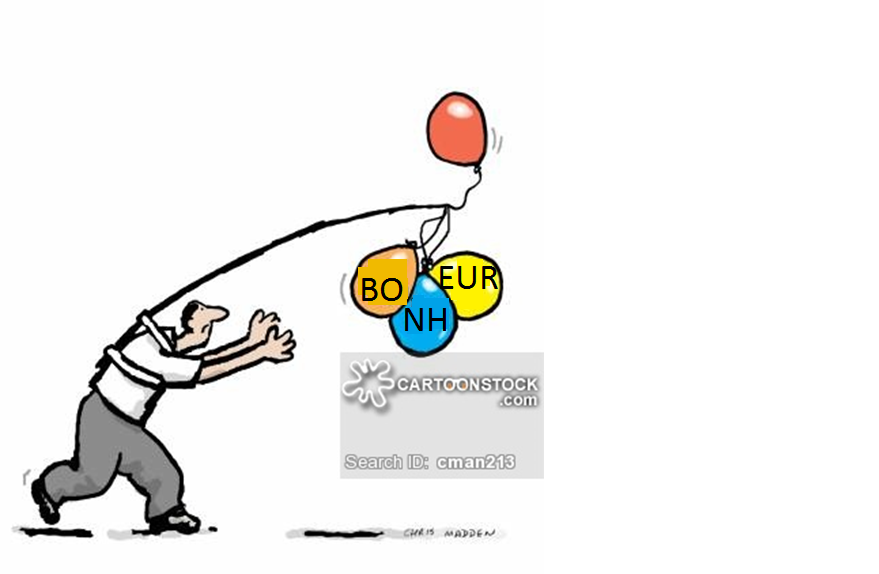 BO
NH
EUR
CARTOONSTOCK
.com
Search ID: cman213
CHRIS MADDEN